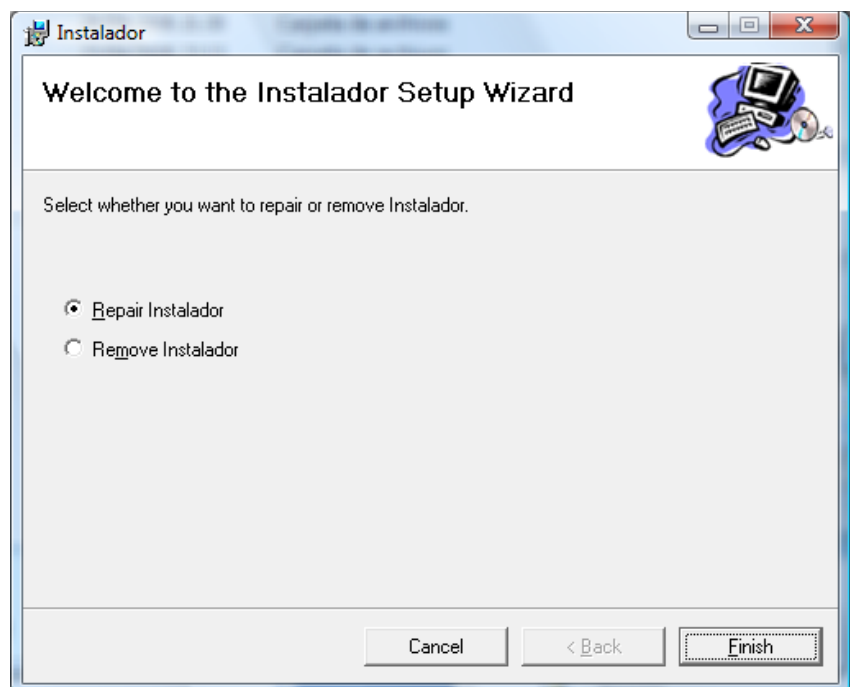 Instalador
Welcome to the Instalador Setup Wizard
Select whether you want to repair or remove Instalador.
Repair Instalador
Remove Instalador
Cancel
< Back
Finish